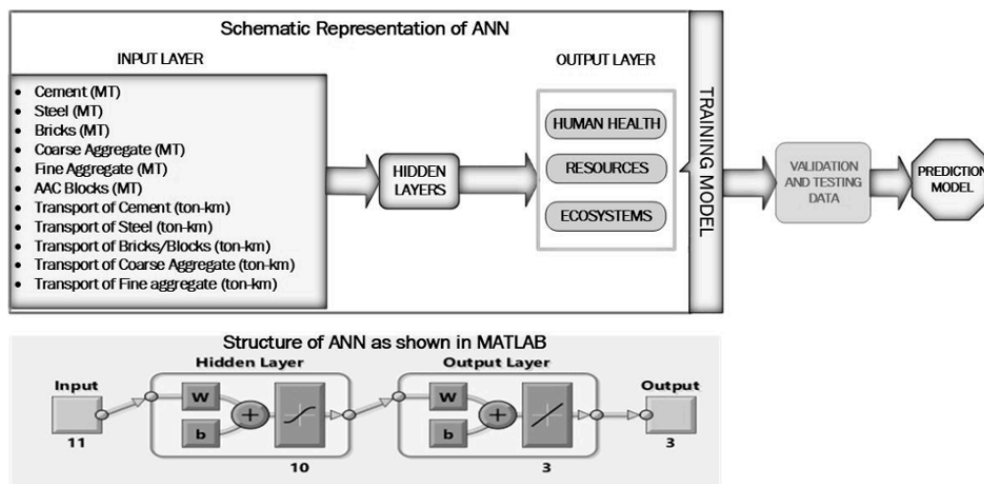 Schematic Representation of ANN
INPUT LAYER
• Cement (MT)
• Steel (MT)
• Bricks (MT)
• Coarse Aggregate (MT)
• Fine Aggregate (MT)
• AAC Blocks (MT)
• Transport of Cement (ton-km)
• Transport of Steel (ton-km)
• Transport of Bricks/Blocks (ton-km)
• Transport of Coarse Aggregate (ton-km)
• Transport of Fine aggregate (ton-km)
HIDDEN
LAYERS
OUTPUT LAYER
HUMAN HEALTH
RESOURCES
ECOSYSTEMS
TRAINING MODEL
VALIDATION
AND TESTING
DATA
PREDICTION
MODEL
Structure of ANN as shown in MATLAB
Input
11
Hidden Layer
W
b
+
10
Output Layer
W
b
+
3
Output
3